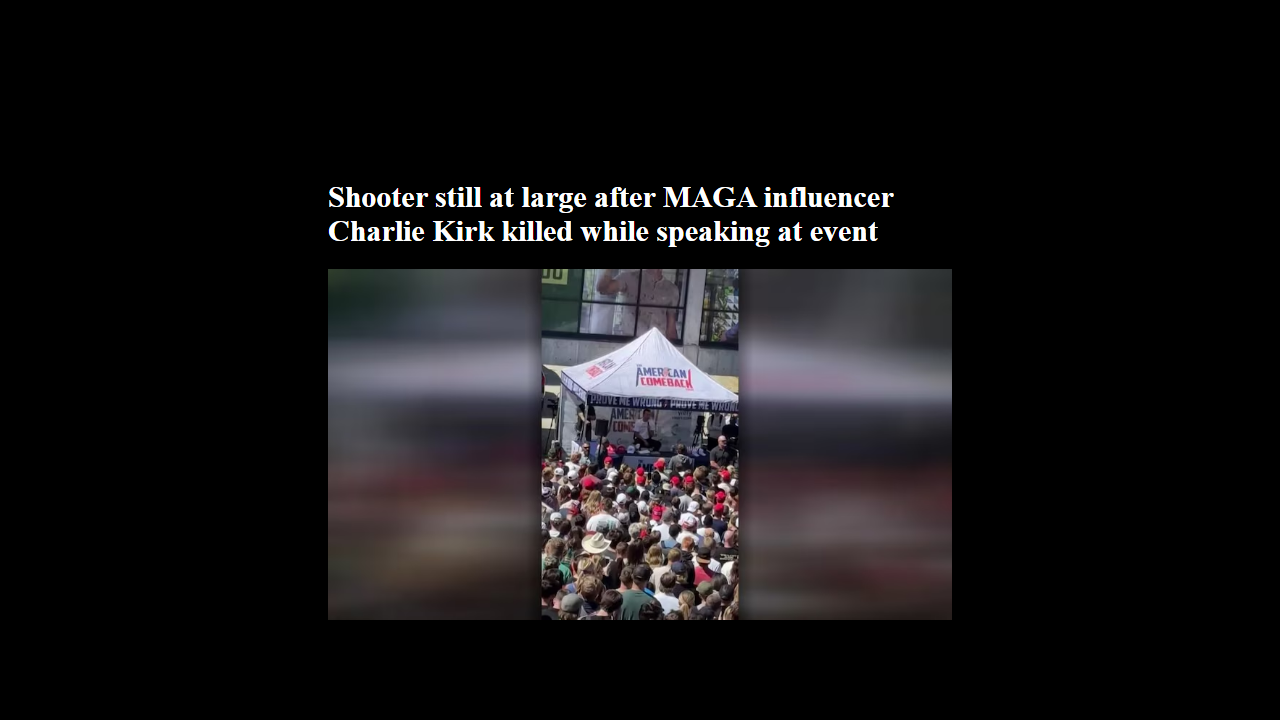 Shooter still at large after MAGA influencer
Charlie Kirk killed while speaking at event
AMERICAN
COMEBACK
PROVE ME WRONG PROVE ME WRONG